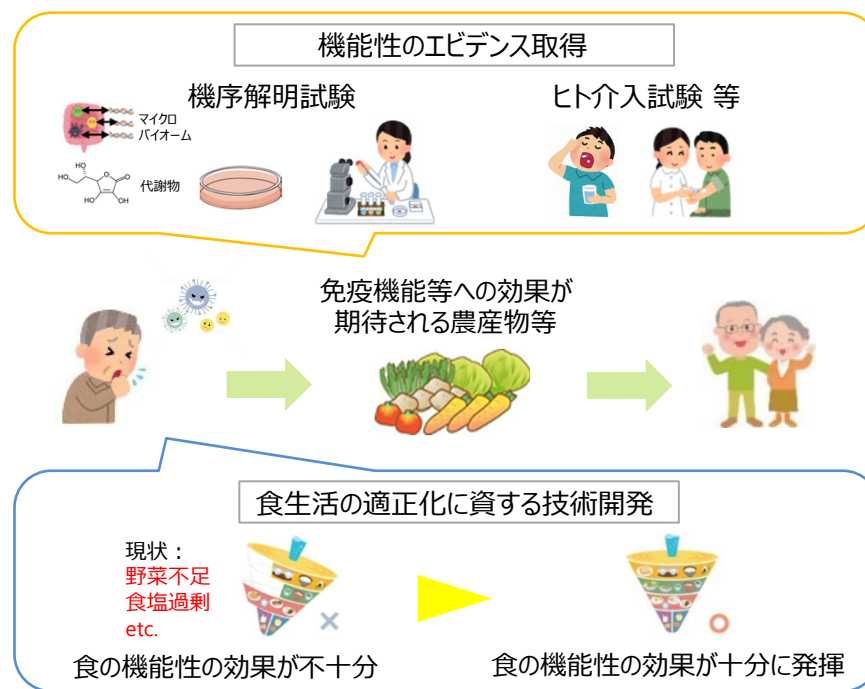 機能性のエビデンス取得
機序解明試験
ヒト介入試験 等
マイクロ
バイオーム
HO
O
O
HO
HO
OH
代謝物
免疫機能等への効果が
期待される農産物等
食生活の適正化に資する技術開発
現状：
野菜不足
食塩過剰
etc.
食の機能性の効果が不十分
食の機能性の効果が十分に発揮